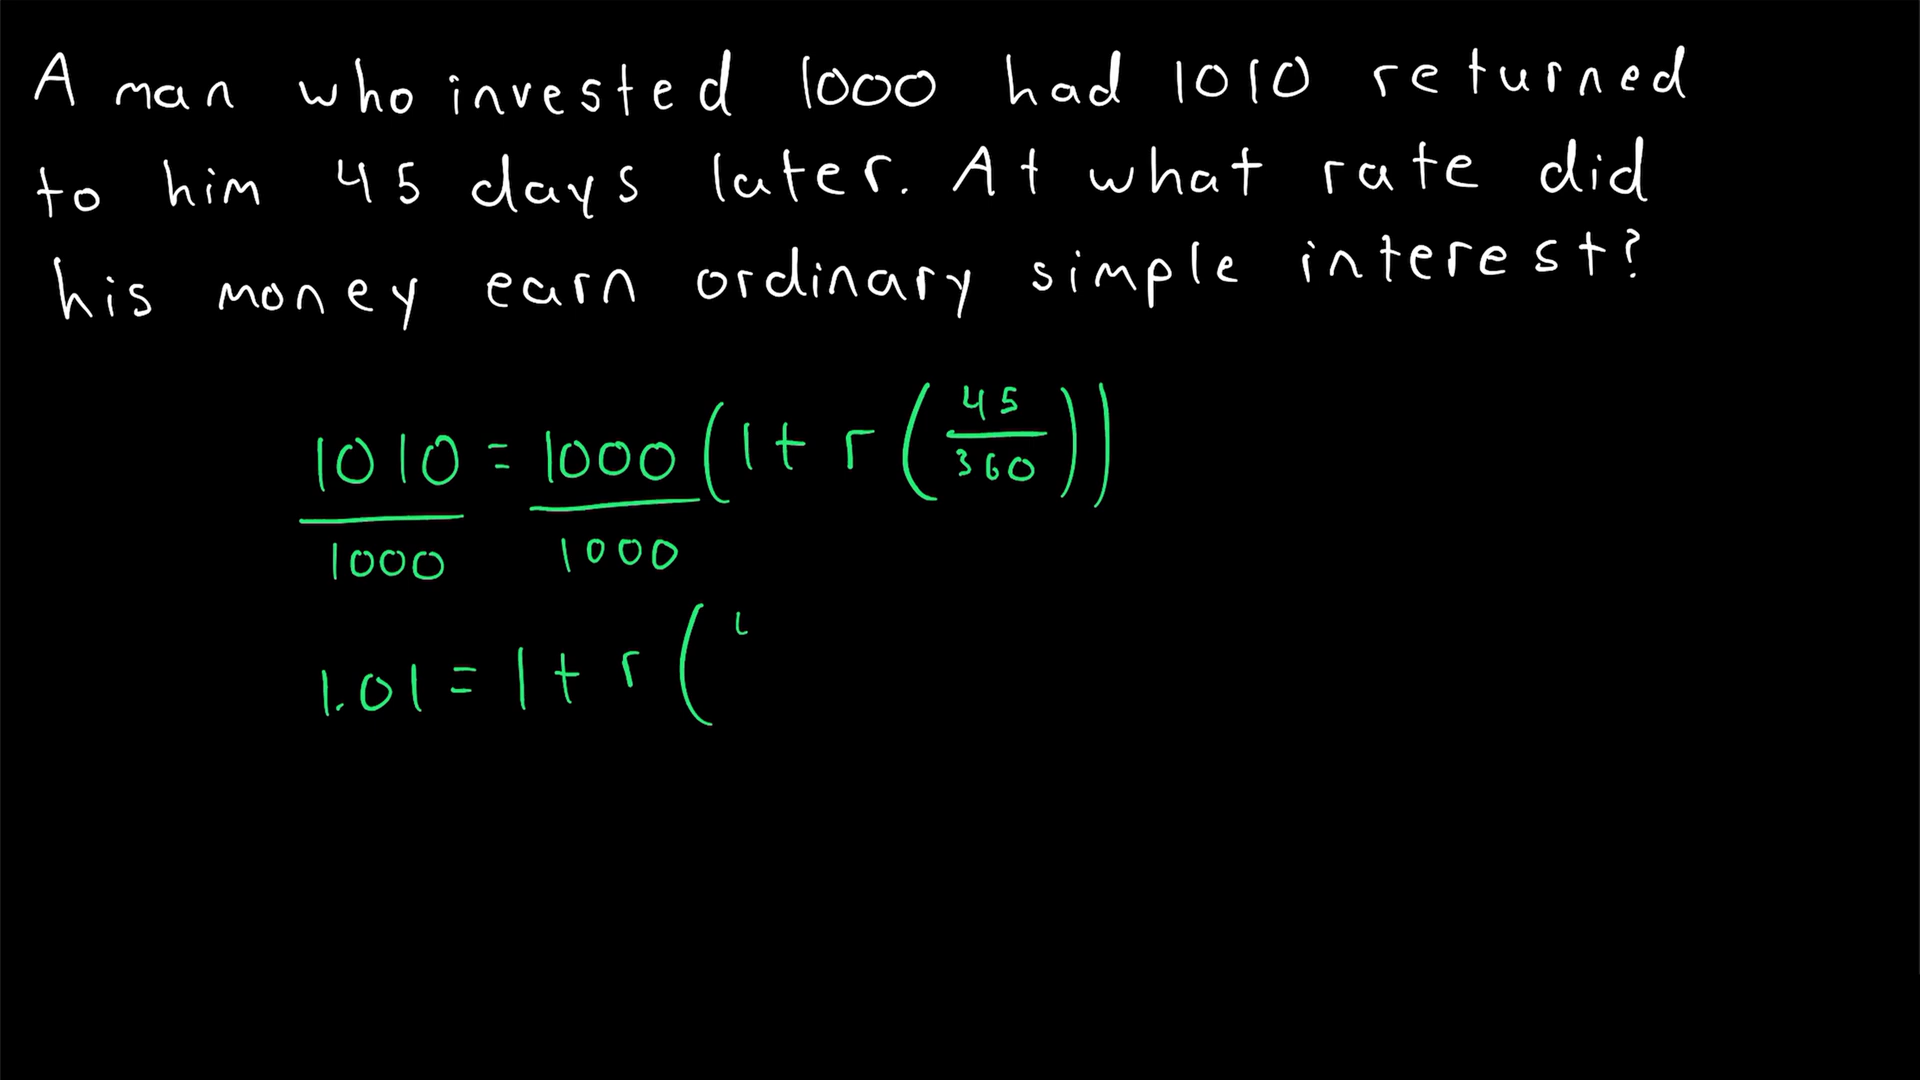 A man who invested 1000 had 1010 returned
to him 45 days later. At what rate did
his money earn ordinary simple interest?
1010 = 1000 (1 + r (45/360))
1000 1000
1.01 = 1 + r (